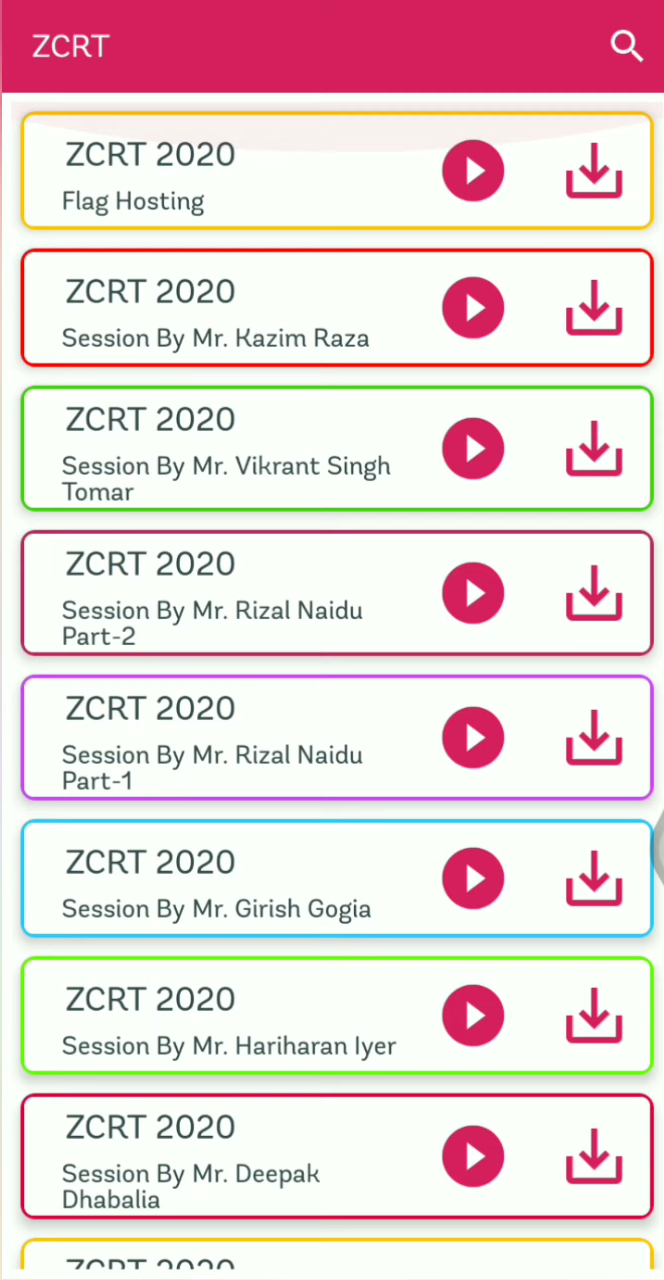 ZCRT
ZCRT 2020
Flag Hosting
ZCRT 2020
Session By Mr. Kazim Raza
ZCRT 2020
Session By Mr. Vikrant Singh
Tomar
ZCRT 2020
Session By Mr. Rizal Naidu
Part-2
ZCRT 2020
Session By Mr. Rizal Naidu
Part-1
ZCRT 2020
Session By Mr. Girish Gogia
ZCRT 2020
Session By Mr. Hariharan Iyer
ZCRT 2020
Session By Mr. Deepak
Dhabalia
ZCRT 2020